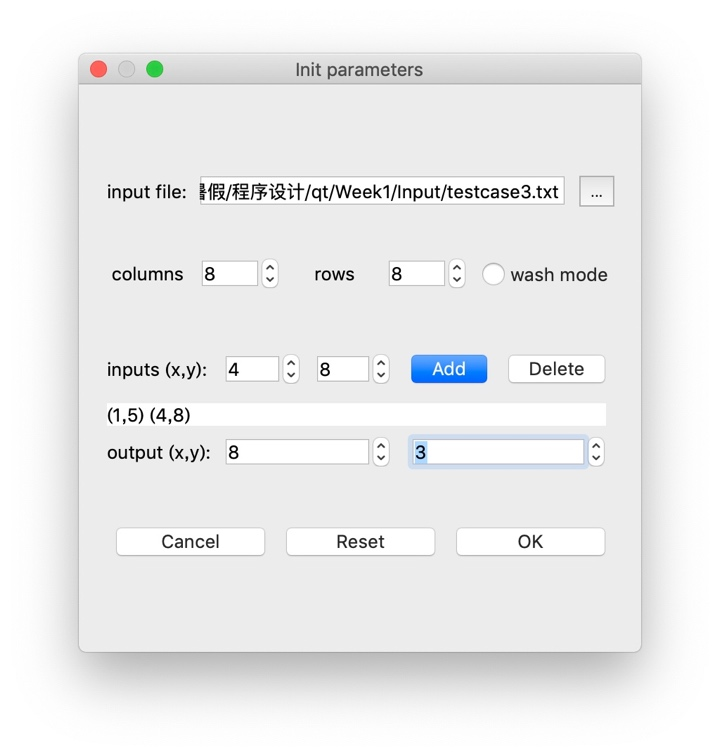 Init parameters
input file: 暑假/程序设计/qt/Week1/Input/testcase3.txt ...
columns 8 rows 8 wash mode
inputs (x,y): 4 8 Add Delete
(1,5) (4,8)
output (x,y): 8 3
Cancel Reset OK